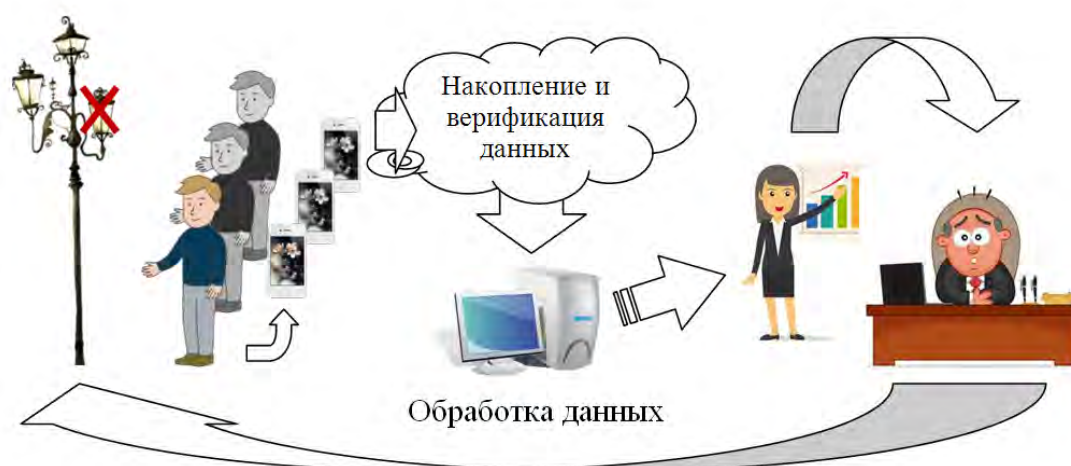 Накопление и
верификация
данных
Обработка данных